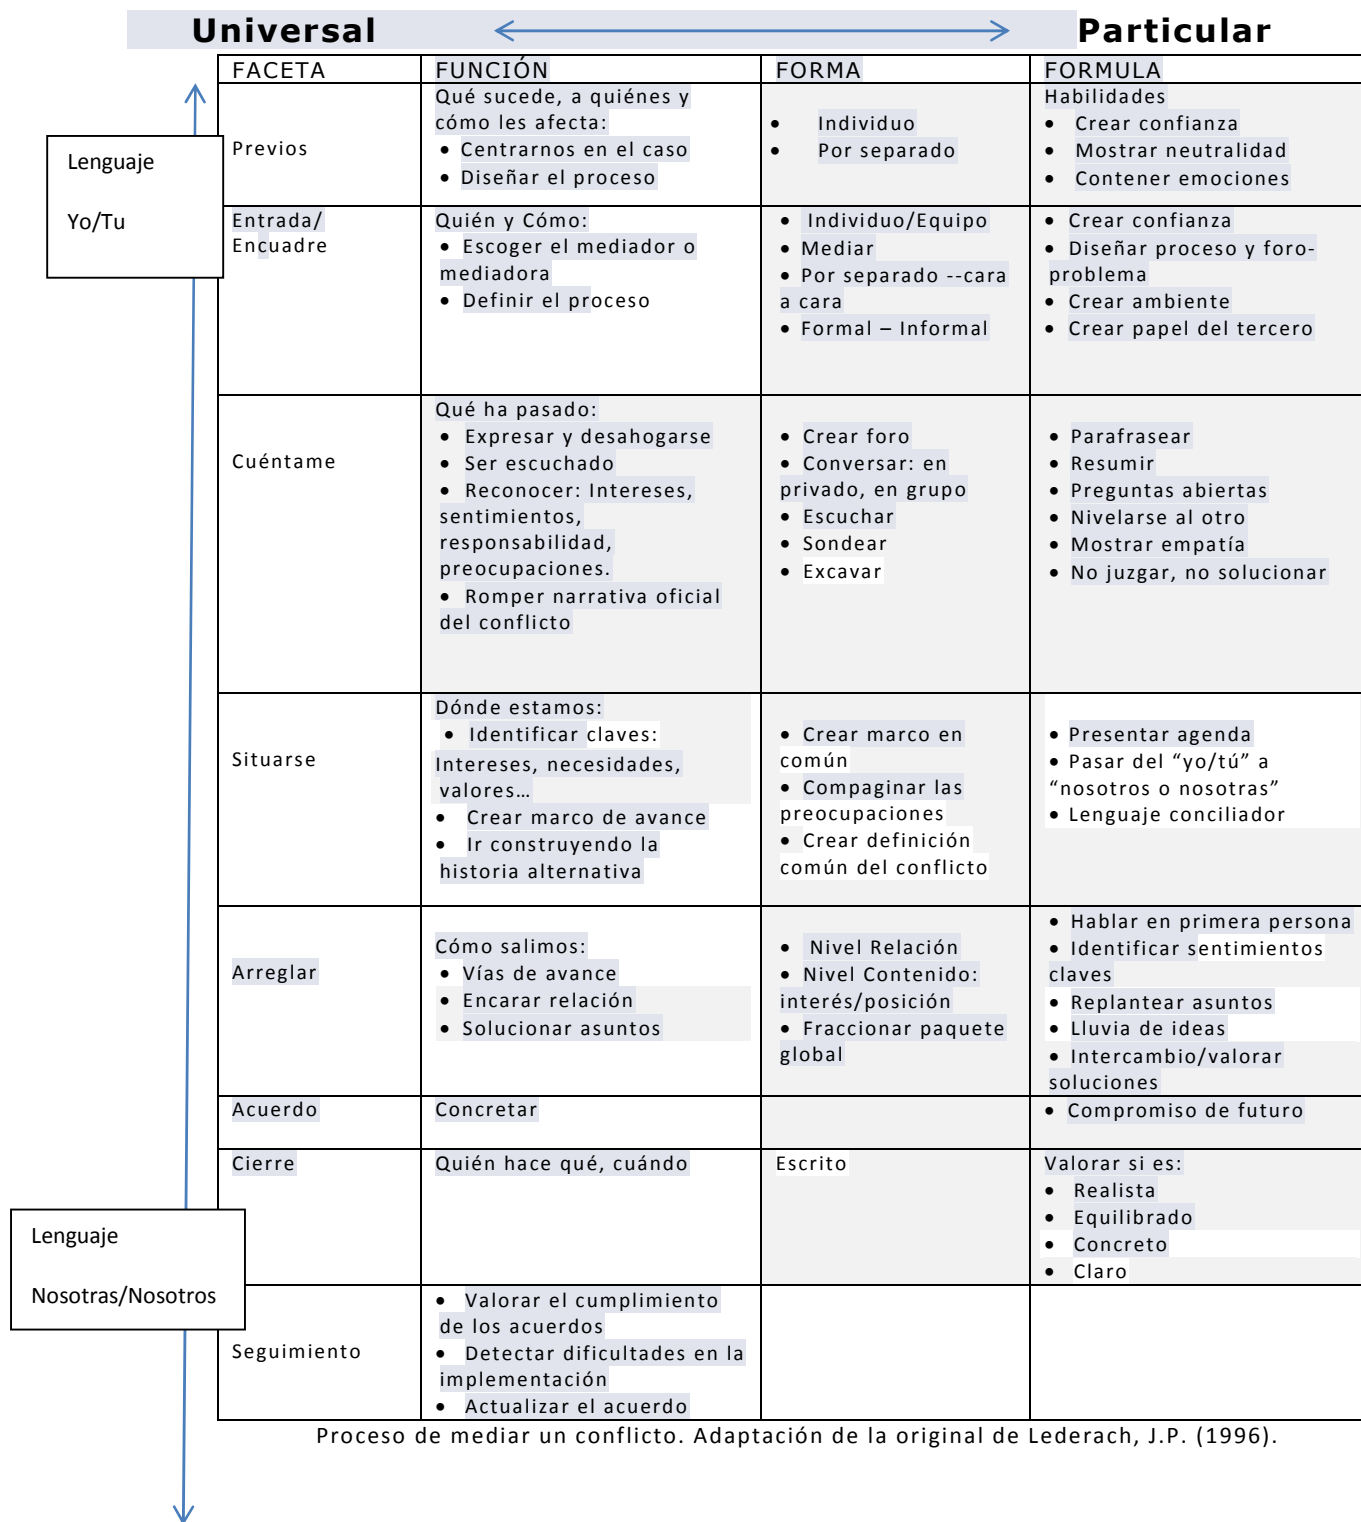 Universal Particular
FACETA FUNCIÓN FORMA FORMULA
Lenguaje
Yo/Tu
Previos
Qué sucede, a quiénes y
cómo les afecta:
• Centrarnos en el caso
• Diseñar el proceso
• Individuo
• Por separado
Habilidades
• Crear confianza
• Mostrar neutralidad
• Contener emociones
Entrada/
Encuadre
Quién y Cómo:
• Escoger el mediador o
mediadora
• Definir el proceso
• Individuo/Equipo
• Mediar
• Por separado --cara
a cara
• Formal – Informal
• Crear confianza
• Diseñar proceso y foro-
problema
• Crear ambiente
• Crear papel del tercero
Cuéntame
Qué ha pasado:
• Expresar y desahogarse
• Ser escuchado
• Reconocer: Intereses,
sentimientos,
responsabilidad,
preocupaciones.
• Romper narrativa oficial
del conflicto
• Crear foro
• Conversar: en
privado, en grupo
• Escuchar
• Sondear
• Excavar
• Parafrasear
• Resumir
• Preguntas abiertas
• Nivelarse al otro
• Mostrar empatía
• No juzgar, no solucionar
Situarse
Dónde estamos:
• Identificar claves:
Intereses, necesidades,
valores…
• Crear marco de avance
• Ir construyendo la
historia alternativa
• Crear marco en
común
• Compaginar las
preocupaciones
• Crear definición
común del conflicto
• Presentar agenda
• Pasar del “yo/tú” a
“nosotros o nosotras”
• Lenguaje conciliador
Arreglar
Cómo salimos:
• Vías de avance
• Encarar relación
• Solucionar asuntos
• Nivel Relación
• Nivel Contenido:
interés/posición
• Fraccionar paquete
global
• Hablar en primera persona
• Identificar sentimientos
claves
• Replantear asuntos
• Lluvia de ideas
• Intercambio/valorar
soluciones
Acuerdo
Concretar
• Compromiso de futuro
Cierre
Quién hace qué, cuándo
Escrito
Valorar si es:
• Realista
• Equilibrado
• Concreto
• Claro
Lenguaje
Nosotras/Nosotros
Seguimiento
• Valorar el cumplimiento
de los acuerdos
• Detectar dificultades en la
implementación
• Actualizar el acuerdo
Proceso de mediar un conflicto. Adaptación de la original de Lederach, J.P. (1996).